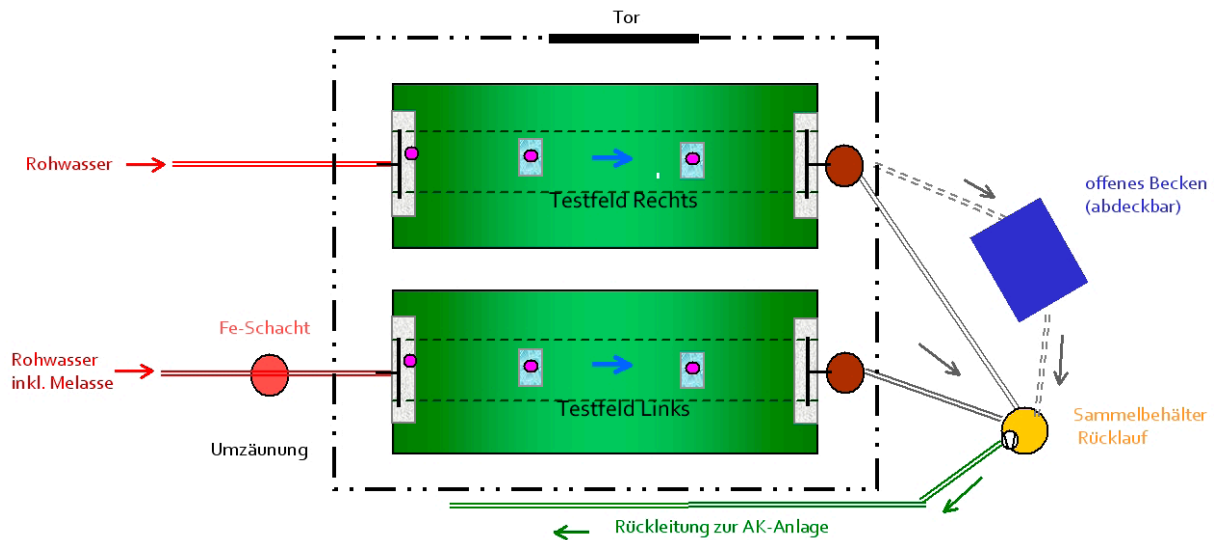 Tor
Rohwasser
offenes Becken
(abdeckbar)
Testfeld Rechts
Fe-Schacht
Rohwasser
inkl. Melasse
Testfeld Links
Sammelbehälter
Rücklauf
Umzäunung
Rückleitung zur AK-Anlage